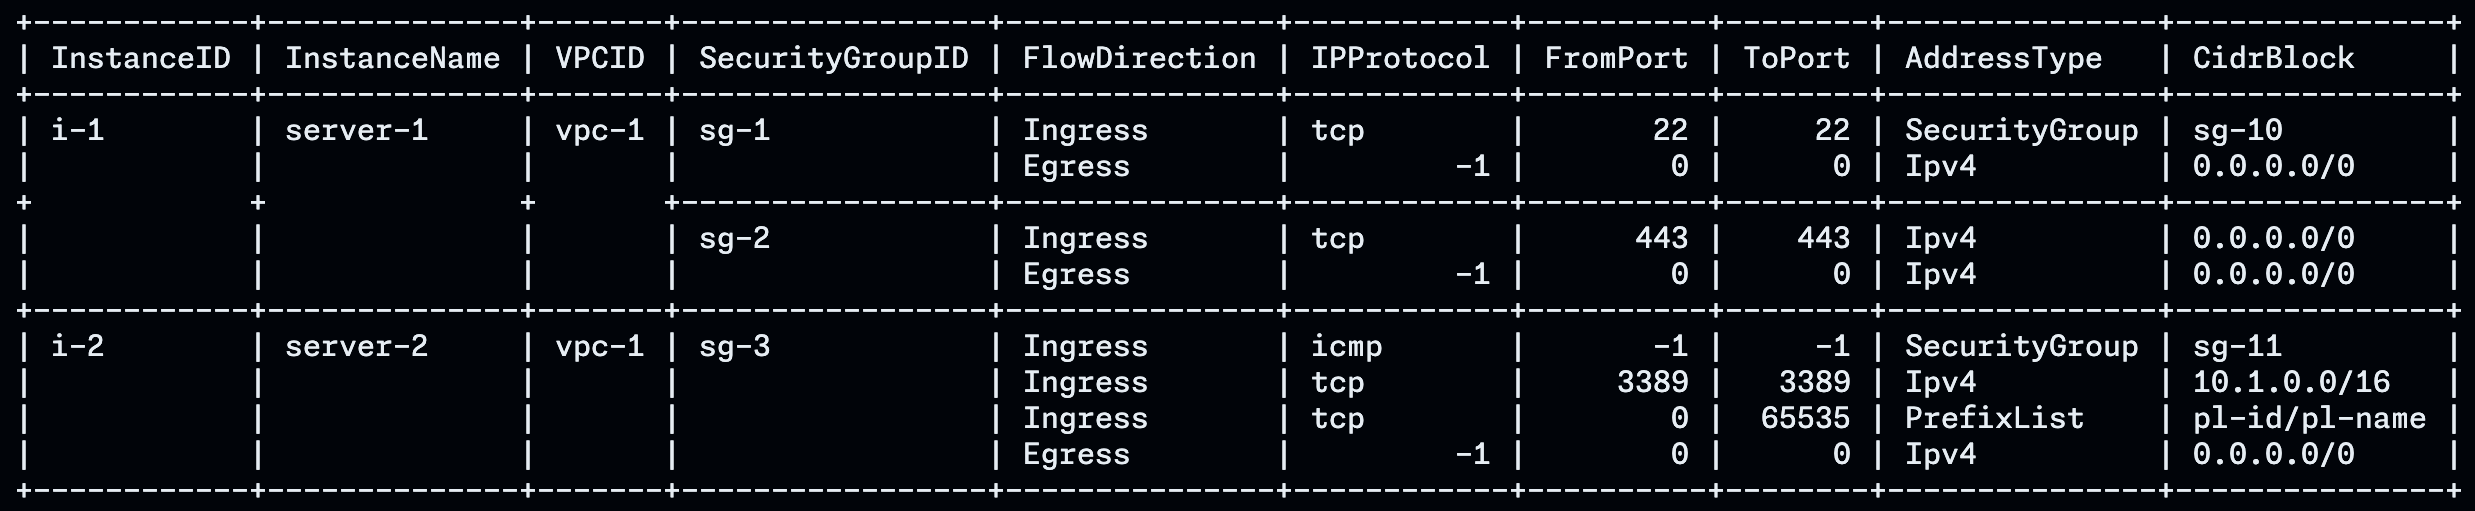 +------------+--------------+-------+-----------------+---------------+------------+----------+--------+---------------+---------------+
| InstanceID | InstanceName | VPCID | SecurityGroupID | FlowDirection | IPProtocol | FromPort | ToPort | AddressType   | CidrBlock     |
+------------+--------------+-------+-----------------+---------------+------------+----------+--------+---------------+---------------+
| i-1        | server-1     | vpc-1 | sg-1            | Ingress       | tcp        |       22 |     22 | SecurityGroup | sg-10         |
|            |              |       |                 | Egress        |         -1 |        0 |      0 | Ipv4          | 0.0.0.0/0     |
+            +              +       +-----------------+---------------+------------+----------+--------+---------------+---------------+
|            |              |       | sg-2            | Ingress       | tcp        |      443 |    443 | Ipv4          | 0.0.0.0/0     |
|            |              |       |                 | Egress        |         -1 |        0 |      0 | Ipv4          | 0.0.0.0/0     |
+------------+--------------+-------+-----------------+---------------+------------+----------+--------+---------------+---------------+
| i-2        | server-2     | vpc-1 | sg-3            | Ingress       | icmp       |       -1 |     -1 | SecurityGroup | sg-11         |
|            |              |       |                 | Ingress       | tcp        |     3389 |   3389 | Ipv4          | 10.1.0.0/16   |
|            |              |       |                 | Ingress       | tcp        |        0 |  65535 | PrefixList    | pl-id/pl-name |
|            |              |       |                 | Egress        |         -1 |        0 |      0 | Ipv4          | 0.0.0.0/0     |
+------------+--------------+-------+-----------------+---------------+------------+----------+--------+---------------+---------------+